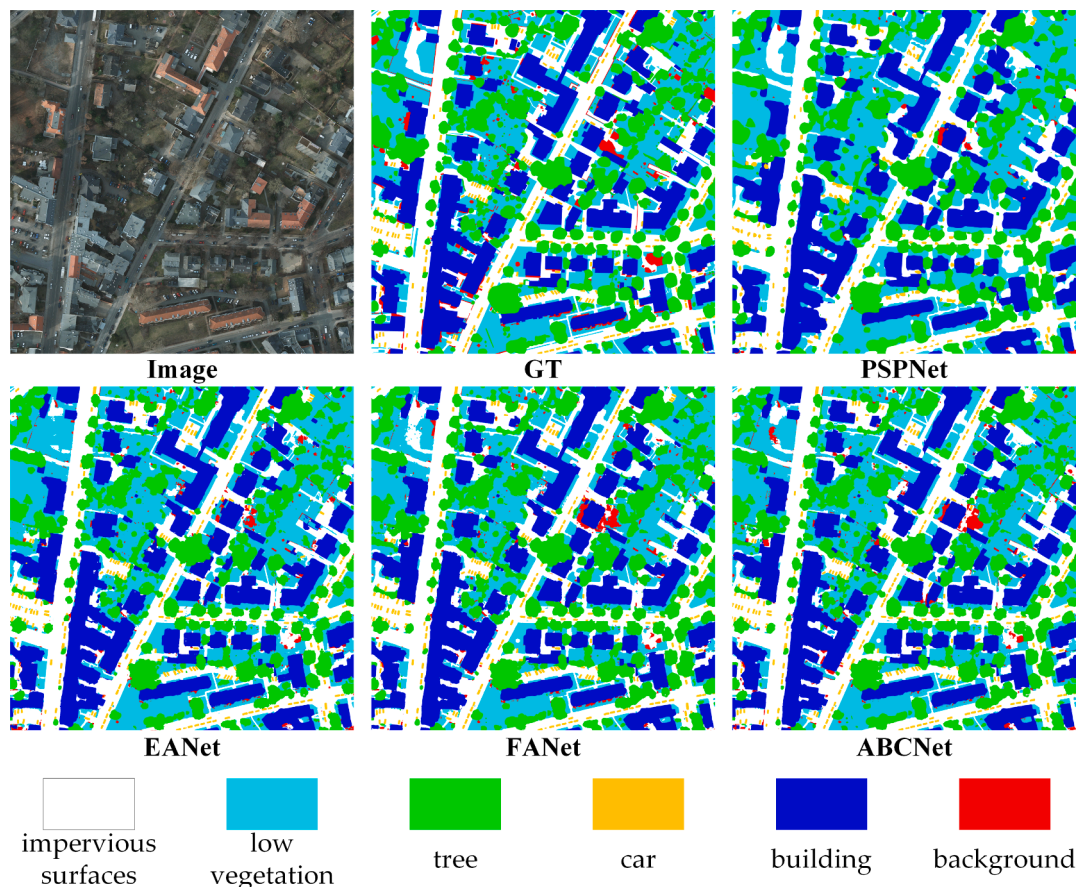 Image
GT
PSPNet
EANet
FANet
ABCNet
impervious
surfaces
low
vegetation
tree
car
building
background